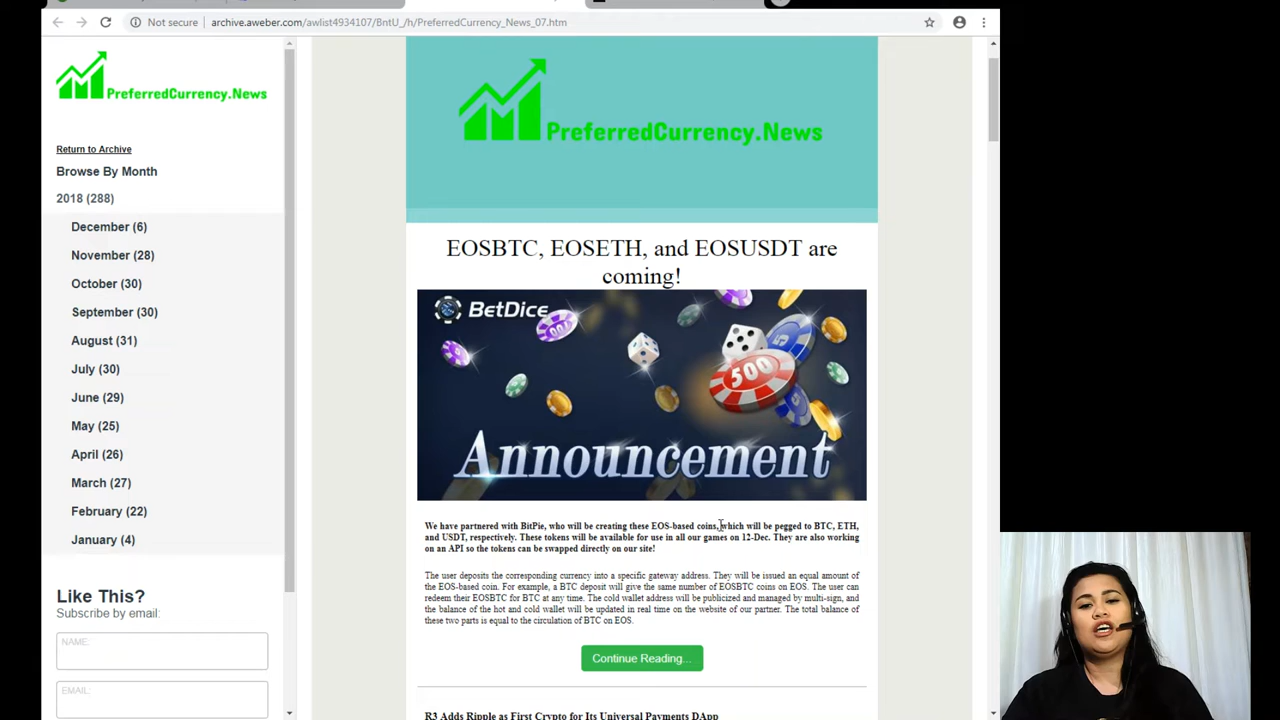 Not secure
archive.aweber.com/awlist4934107/BntU_/h/PreferredCurrency_News_07.htm
PreferredCurrency.News
Return to Archive
Browse By Month
2018 (288)
December (6)
November (28)
October (30)
September (30)
August (31)
July (30)
June (29)
May (25)
April (26)
March (27)
February (22)
January (4)
Like This?
Subscribe by email:
NAME:
EMAIL:
PreferredCurrency.News
EOSBTC, EOSETH, and EOSUSDT are
coming!
BetDice
100
500
Announcement
We have partnered with BitPie, who will be creating these EOS-based coins, which will be pegged to BTC, ETH,
and USDT, respectively. These tokens will be available for use in all our games on 12-Dec. They are also working
on an API so the tokens can be swapped directly on our site!
The user deposits the corresponding currency into a specific gateway address. They will be issued an equal amount of
the EOS-based coin. For example, a BTC deposit will give the same number of EOSBTC coins on EOS. The user can
redeem their EOSBTC for BTC at any time. The cold wallet address will be publicized and managed by multi-sign, and
the balance of the hot and cold wallet will be updated in real time on the website of our partner. The total balance of
these two parts is equal to the circulation of BTC on EOS.
Continue Reading...
R3 Adds Ripple as First Crypto for Its Universal Payments DApp